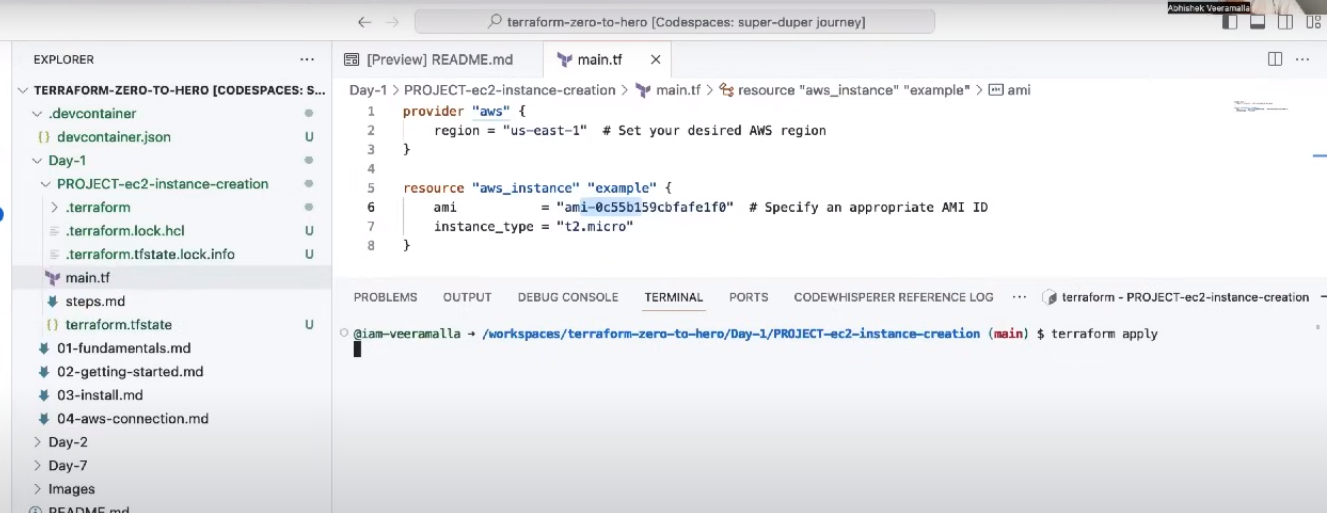 Abhishek Veeramalla
terraform-zero-to-hero [Codespaces: super-duper journey]
EXPLORER
TERRAFORM-ZERO-TO-HERO [CODESPACES: S...
.devcontainer
devcontainer.json U
Day-1
PROJECT-ec2-instance-creation
.terraform
.terraform.lock.hcl U
.terraform.tfstate.lock.info U
main.tf
steps.md
terraform.tfstate U
01-fundamentals.md
02-getting-started.md
03-install.md
04-aws-connection.md
Day-2
Day-7
Images
README.md
[Preview] README.md main.tf
Day-1 > PROJECT-ec2-instance-creation > main.tf > resource "aws_instance" "example" > ami
1 provider "aws" {
2 region = "us-east-1" # Set your desired AWS region
3 }
4
5 resource "aws_instance" "example" {
6 ami = "ami-0c55b159cbfafe1f0" # Specify an appropriate AMI ID
7 instance_type = "t2.micro"
8 }
PROBLEMS OUTPUT DEBUG CONSOLE TERMINAL PORTS CODEWHISPERER REFERENCE LOG ... terraform - PROJECT-ec2-instance-creation
@iam-veeramalla → /workspaces/terraform-zero-to-hero/Day-1/PROJECT-ec2-instance-creation (main) $ terraform apply